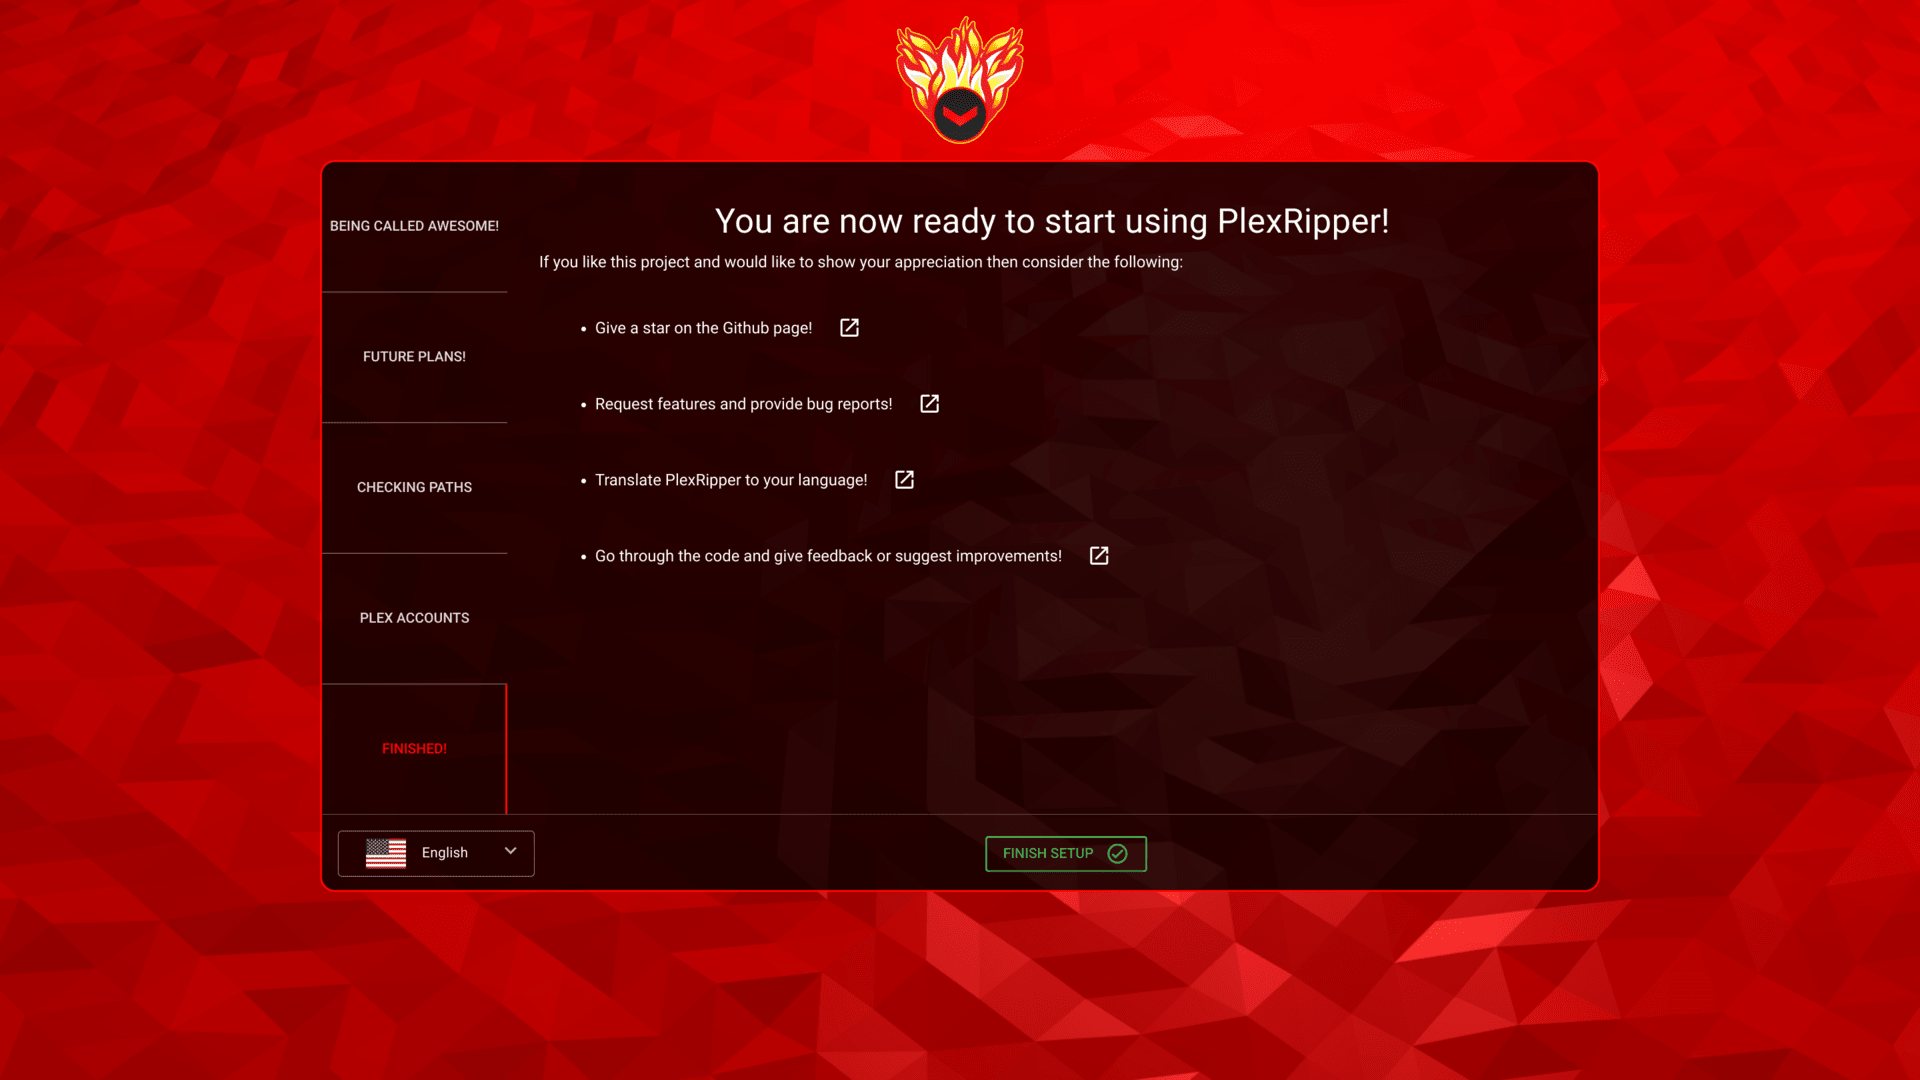 BEING CALLED AWESOME!
FUTURE PLANS!
CHECKING PATHS
PLEX ACCOUNTS
FINISHED!
You are now ready to start using PlexRipper!
If you like this project and would like to show your appreciation then consider the following:
• Give a star on the Github page!
• Request features and provide bug reports!
• Translate PlexRipper to your language!
• Go through the code and give feedback or suggest improvements!
English
FINISH SETUP